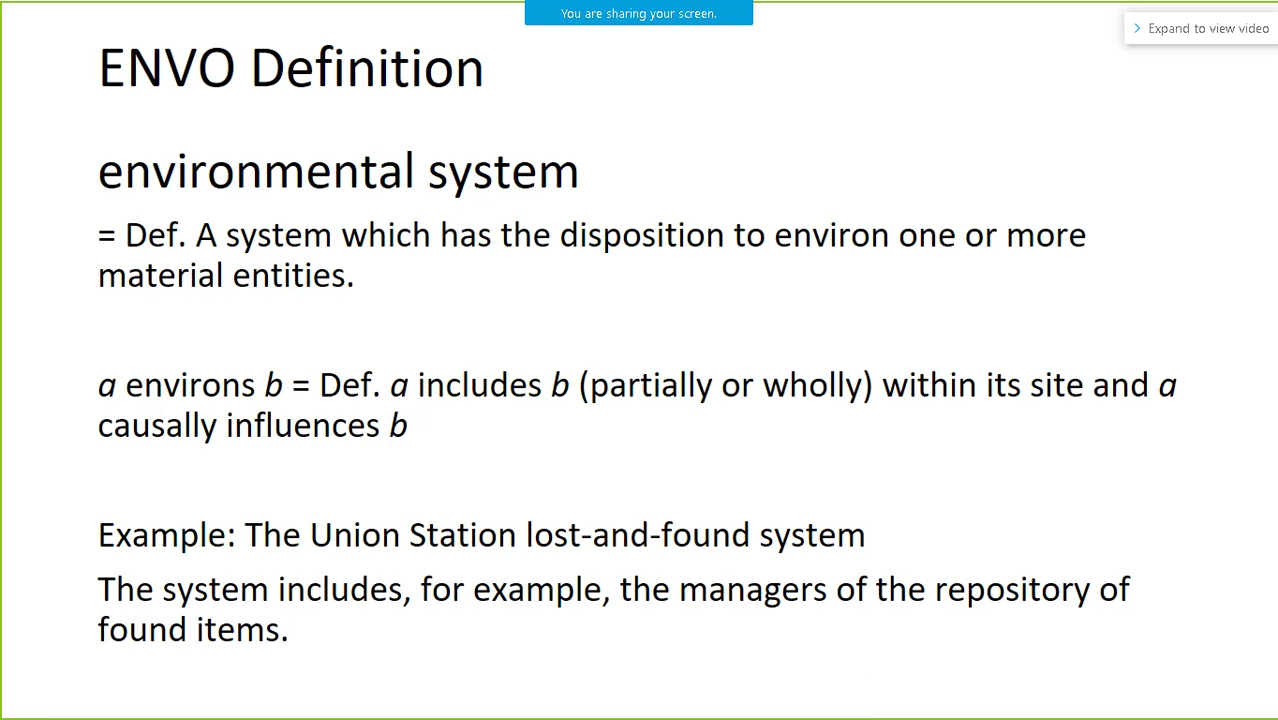 You are sharing your screen.
Expand to view video
ENVO Definition
environmental system
= Def. A system which has the disposition to environ one or more
material entities.
a environs b = Def. a includes b (partially or wholly) within its site and a
causally influences b
Example: The Union Station lost-and-found system
The system includes, for example, the managers of the repository of
found items.